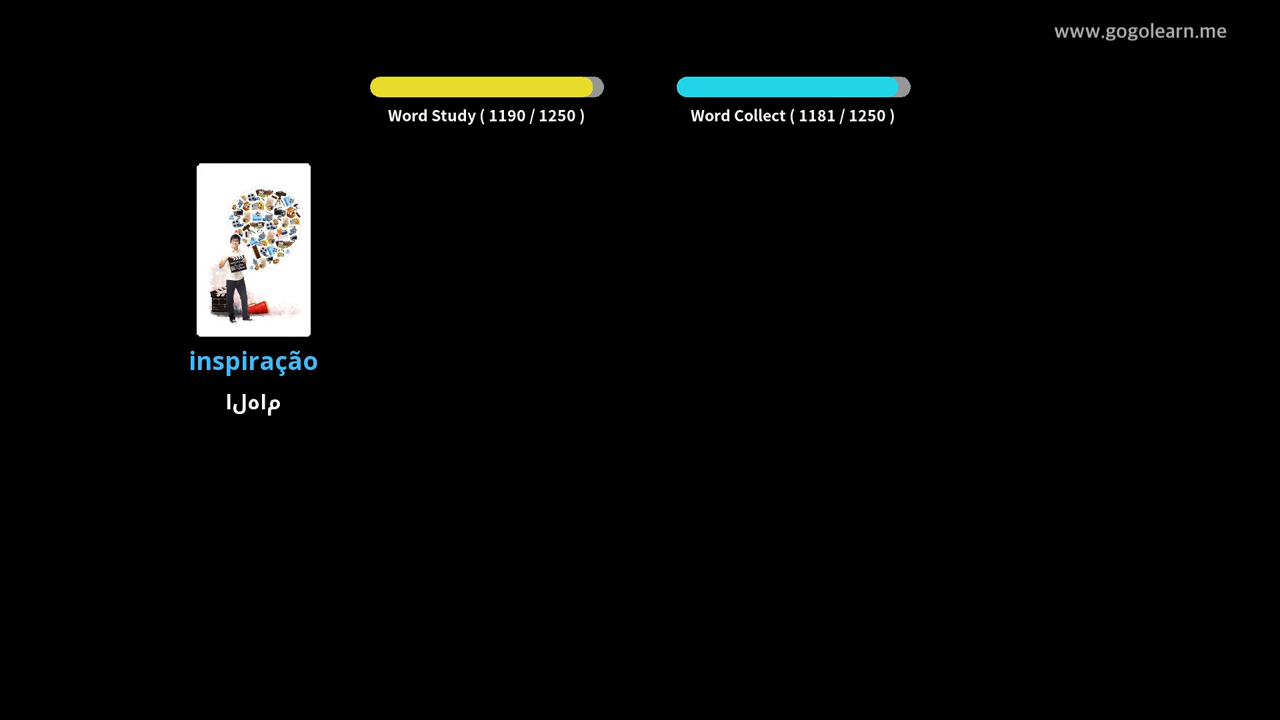 www.gogolearn.me
Word Study ( 1190 / 1250 )
Word Collect ( 1181 / 1250 )
inspiração
الهام